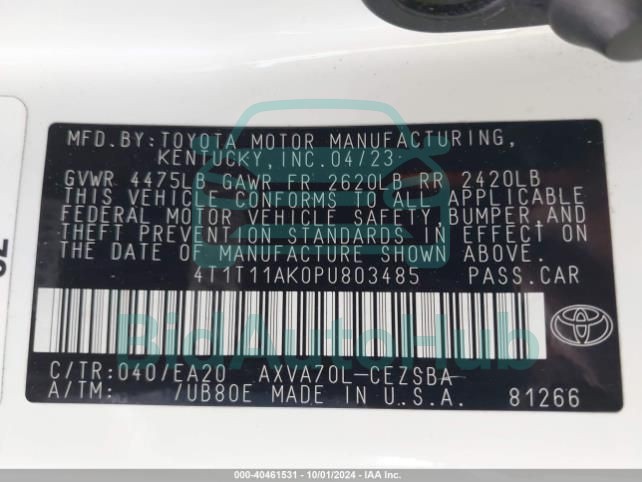 MFD.BY:TOYOTA MOTOR MANUFACTURING,
KENTUCKY,INC.04/23
GVWR 4475LB GAWR FR 2620LB RR 2420LB
THIS VEHICLE CONFORMS TO ALL APPLICABLE
FEDERAL MOTOR VEHICLE SAFETY,BUMPER AND
THEFT PREVENTION STANDARDS IN EFFECT ON
THE DATE OF MANUFACTURE SHOWN ABOVE.
4T1T11AK0PU803485 PASS.CAR
BidAutoHub
C/TR:040/EA20 AXVA70L-CEZSBA
A/TM: /UB80E MADE IN U.S.A. 81266
000-40461531 - 10/01/2024 - IAA Inc.